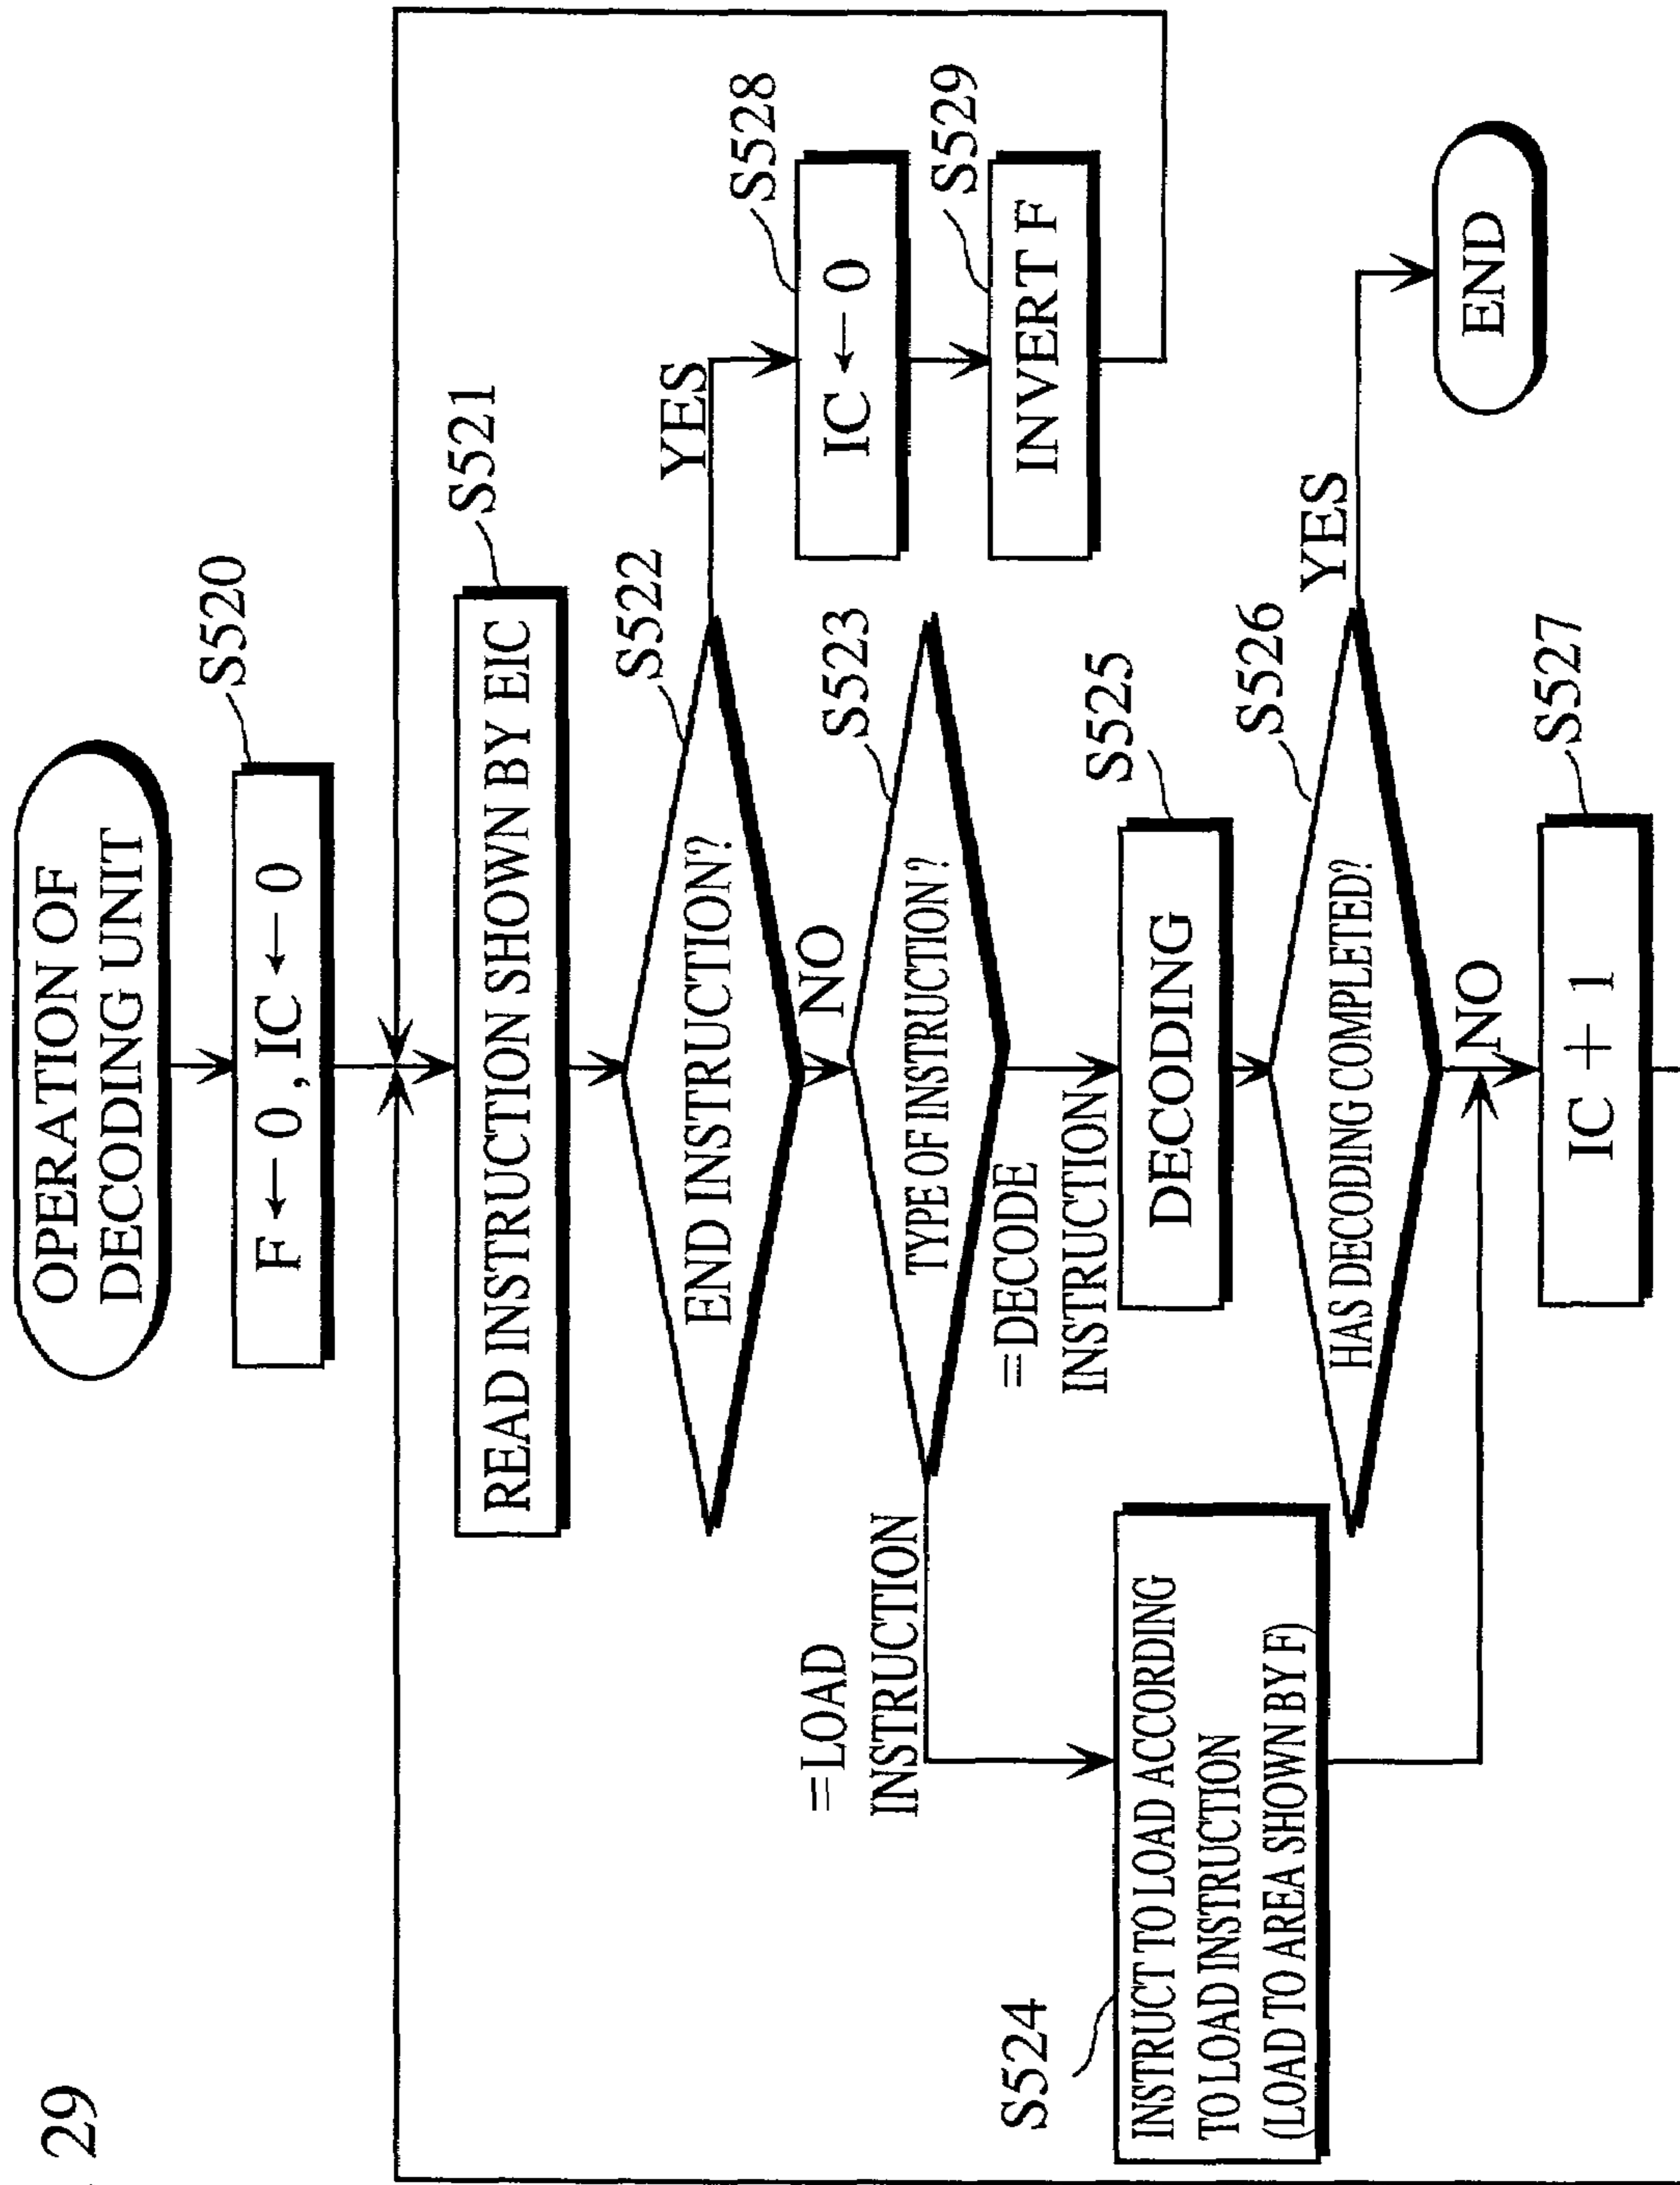 29
OPERATION OF
DECODING UNIT
S520
F ← 0 , IC ← 0
S521
READ INSTRUCTION SHOWN BY EIC
S522
END INSTRUCTION?
YES
NO
S528
IC ← 0
S529
INVERT F
S523
TYPE OF INSTRUCTION?
=LOAD
INSTRUCTION
=DECODE
INSTRUCTION
S524
INSTRUCT TO LOAD ACCORDING
TO LOAD INSTRUCTION
(LOAD TO AREA SHOWN BY F)
S525
DECODING
S526
HAS DECODING COMPLETED?
YES
END
NO
S527
IC + 1